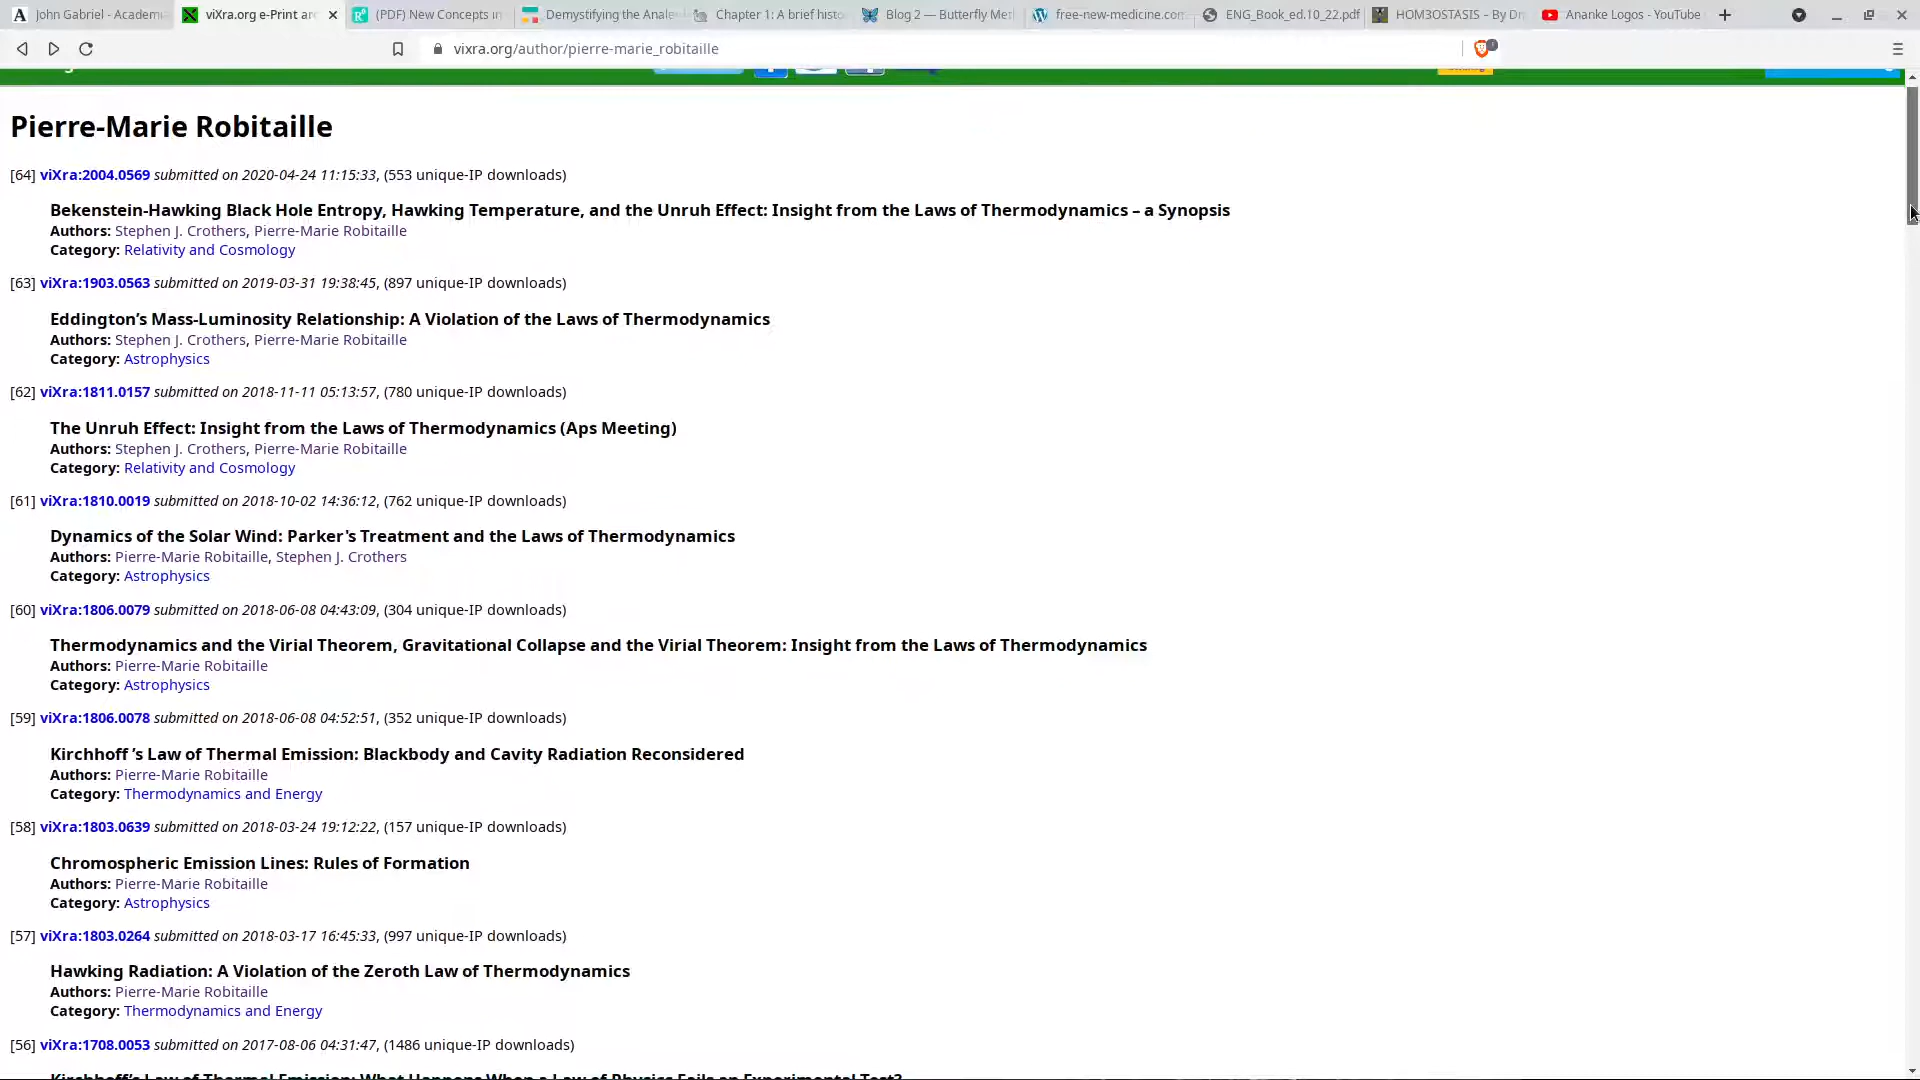 John Gabriel - Academi
viXra.org e-Print arc
(PDF) New Concepts in
Demystifying the Anale
Chapter 1: A brief histo
Blog 2 — Butterfly Met
free-new-medicine.com
ENG_Book_ed.10_22.pdf
HOM3OSTASIS – By Dr
Ananke Logos - YouTube
vixra.org/author/pierre-marie_robitaille
Pierre-Marie Robitaille
[64] viXra:2004.0569 submitted on 2020-04-24 11:15:33, (553 unique-IP downloads)
Bekenstein-Hawking Black Hole Entropy, Hawking Temperature, and the Unruh Effect: Insight from the Laws of Thermodynamics – a Synopsis
Authors: Stephen J. Crothers, Pierre-Marie Robitaille
Category: Relativity and Cosmology
[63] viXra:1903.0563 submitted on 2019-03-31 19:38:45, (897 unique-IP downloads)
Eddington’s Mass-Luminosity Relationship: A Violation of the Laws of Thermodynamics
Authors: Stephen J. Crothers, Pierre-Marie Robitaille
Category: Astrophysics
[62] viXra:1811.0157 submitted on 2018-11-11 05:13:57, (780 unique-IP downloads)
The Unruh Effect: Insight from the Laws of Thermodynamics (Aps Meeting)
Authors: Stephen J. Crothers, Pierre-Marie Robitaille
Category: Relativity and Cosmology
[61] viXra:1810.0019 submitted on 2018-10-02 14:36:12, (762 unique-IP downloads)
Dynamics of the Solar Wind: Parker's Treatment and the Laws of Thermodynamics
Authors: Pierre-Marie Robitaille, Stephen J. Crothers
Category: Astrophysics
[60] viXra:1806.0079 submitted on 2018-06-08 04:43:09, (304 unique-IP downloads)
Thermodynamics and the Virial Theorem, Gravitational Collapse and the Virial Theorem: Insight from the Laws of Thermodynamics
Authors: Pierre-Marie Robitaille
Category: Astrophysics
[59] viXra:1806.0078 submitted on 2018-06-08 04:52:51, (352 unique-IP downloads)
Kirchhoff ’s Law of Thermal Emission: Blackbody and Cavity Radiation Reconsidered
Authors: Pierre-Marie Robitaille
Category: Thermodynamics and Energy
[58] viXra:1803.0639 submitted on 2018-03-24 19:12:22, (157 unique-IP downloads)
Chromospheric Emission Lines: Rules of Formation
Authors: Pierre-Marie Robitaille
Category: Astrophysics
[57] viXra:1803.0264 submitted on 2018-03-17 16:45:33, (997 unique-IP downloads)
Hawking Radiation: A Violation of the Zeroth Law of Thermodynamics
Authors: Pierre-Marie Robitaille
Category: Thermodynamics and Energy
[56] viXra:1708.0053 submitted on 2017-08-06 04:31:47, (1486 unique-IP downloads)
Kirchhoff’s Law of Thermal Emission: What Happens When a Law of Physics Fails an Experimental Test?